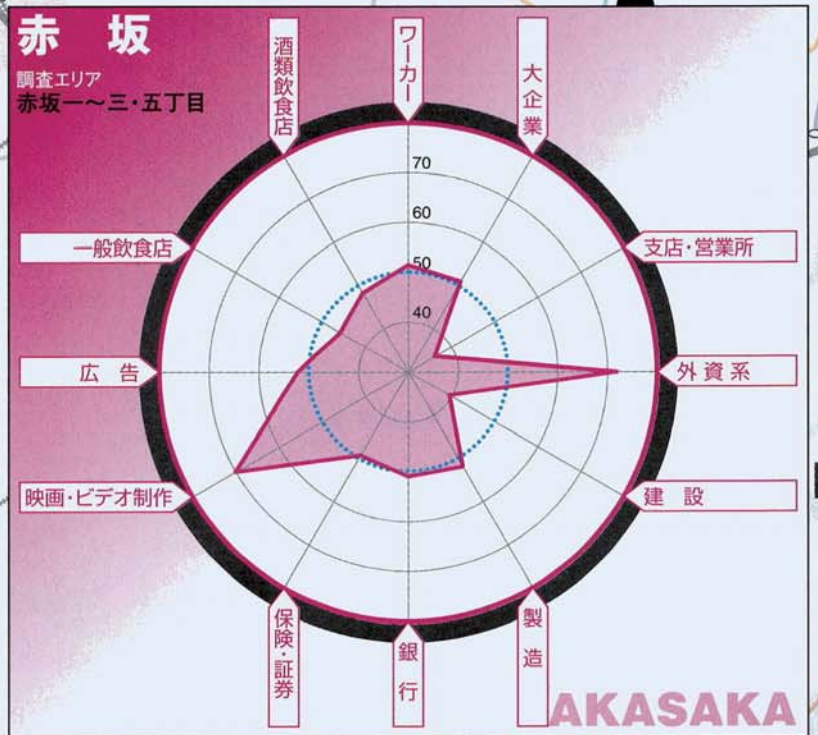 赤坂
調査エリア
赤坂一〜三・五丁目
ワーカー
大企業
支店・営業所
外資系
建設
製造
銀行
保険・証券
映画・ビデオ制作
広告
一般飲食店
酒類飲食店
70
60
50
40
AKASAKA